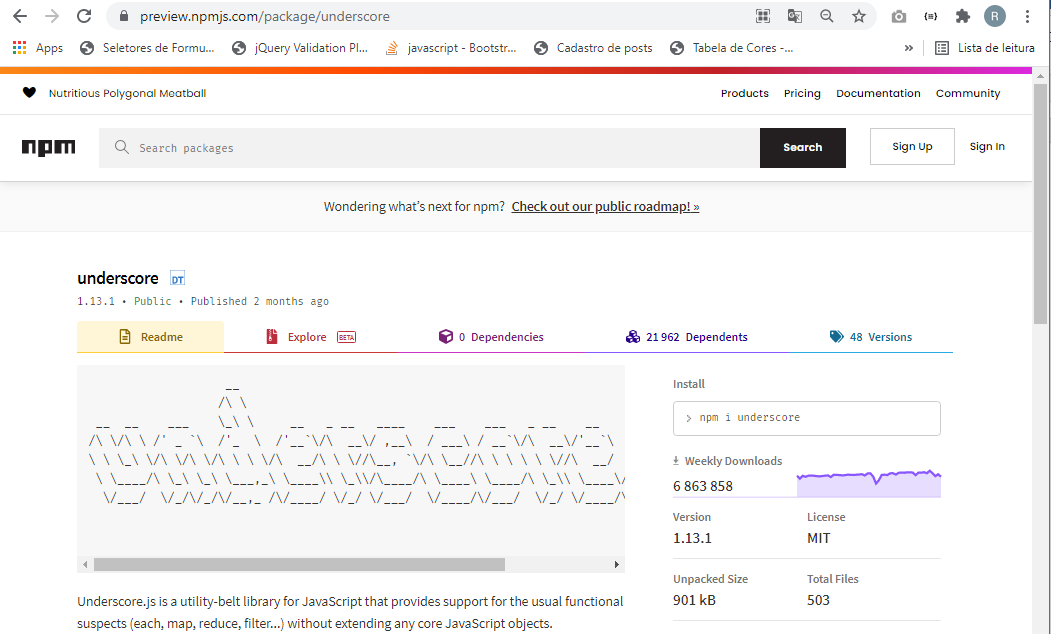 preview.npmjs.com/package/underscore
R
Apps
Seletores de Formu...
jQuery Validation Pl...
javascript - Bootstr...
Cadastro de postos
Tabela de Cores -...
»
Lista de leitura
Nutritious Polygonal Meatball
Products
Pricing
Documentation
Community
npm
Search packages
Search
Sign Up
Sign In
Wondering what's next for npm? Check out our public roadmap! »
underscore DT
1.13.1 • Public • Published 2 months ago
Readme
Explore BETA
0 Dependencies
21 962 Dependents
48 Versions
Underscore.js is a utility-belt library for JavaScript that provides support for the usual functional
suspects (each, map, reduce, filter...) without extending any core JavaScript objects.
Install
> npm i underscore
Weekly Downloads
6 863 858
Version
License
1.13.1
MIT
Unpacked Size
Total Files
901 kB
503